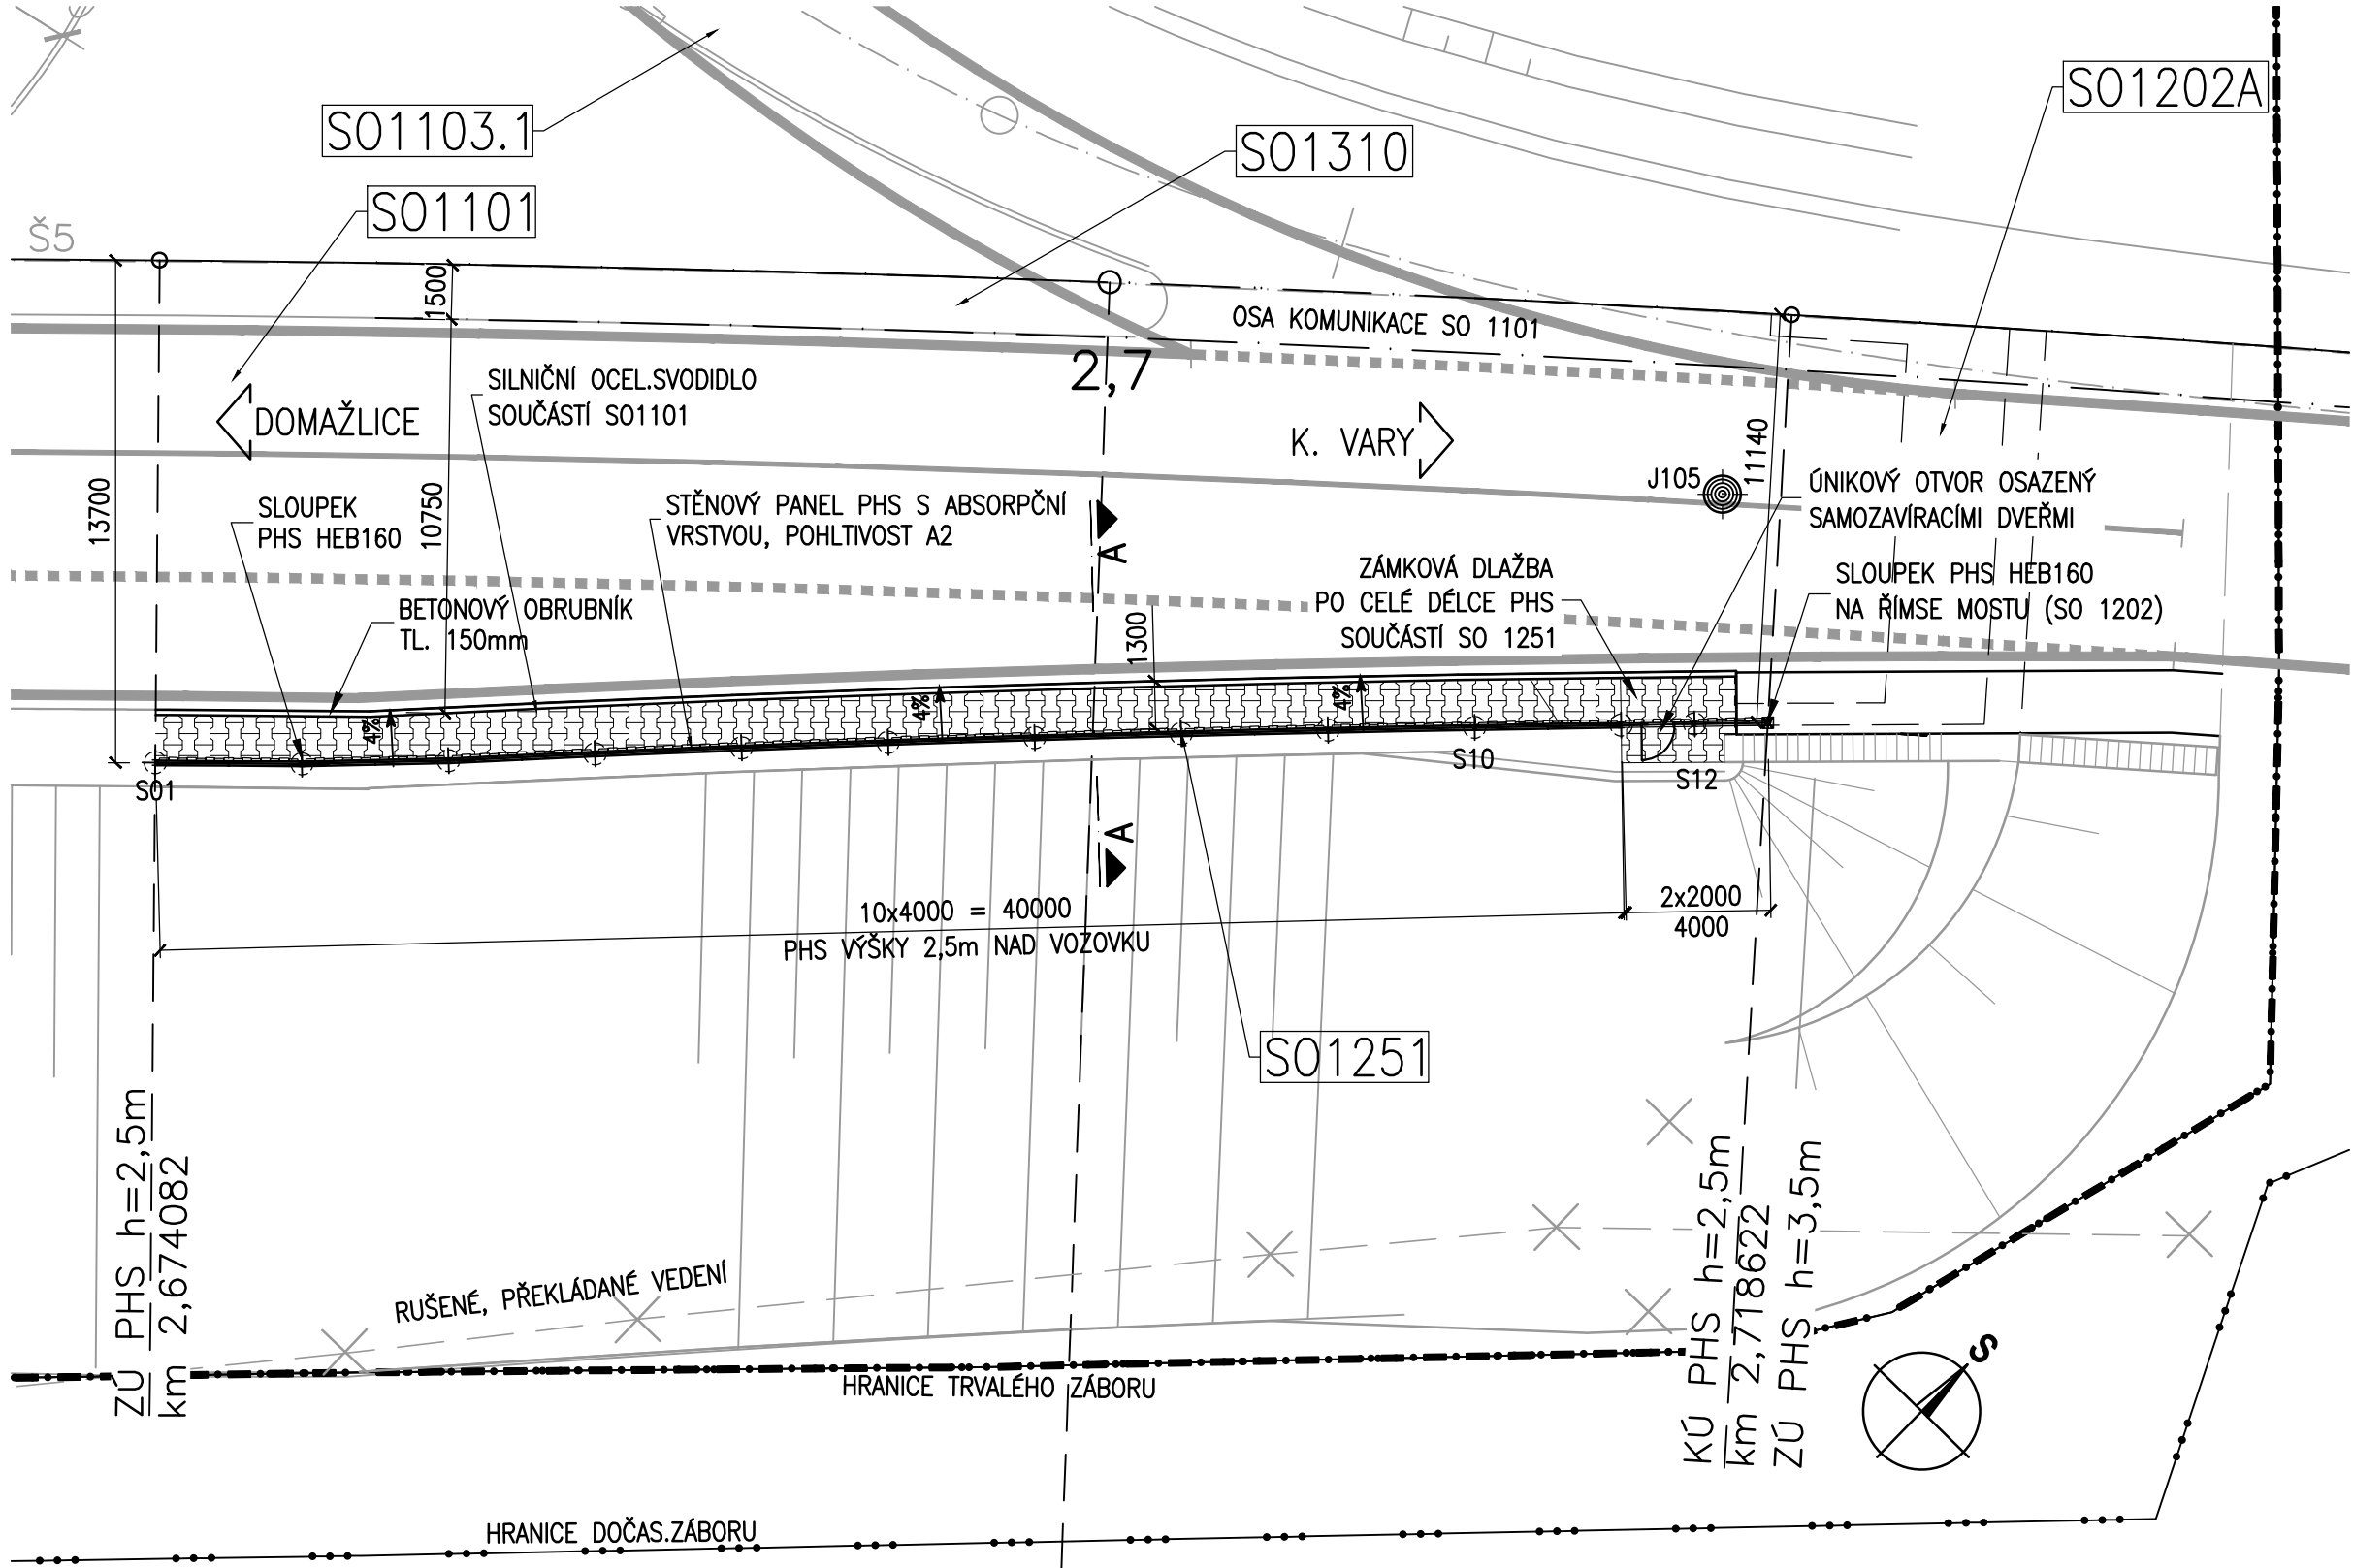 SO1103.1
SO1101
SO1310
SO1202A
Š5
1500
OSA KOMUNIKACE SO 1101
2,7
SILNIČNÍ OCEL.SVODIDLO
SOUČÁSTÍ SO1101
DOMAŽLICE
K. VARY
11140
J105
ÚNIKOVÝ OTVOR OSAZENÝ
SAMOZAVÍRACÍMI DVEŘMI
13700
SLOUPEK
PHS HEB160
10750
STĚNOVÝ PANEL PHS S ABSORPČNÍ
VRSTVOU, POHLTIVOST A2
A
ZÁMKOVÁ DLAŽBA
PO CELÉ DÉLCE PHS
SOUČÁSTÍ SO 1251
SLOUPEK PHS HEB160
NA ŘÍMSE MOSTU (SO 1202)
BETONOVÝ OBRUBNÍK
TL. 150mm
1300
4%
4%
4%
S01
S10
S12
A
10x4000 = 40000
PHS VÝŠKY 2,5m NAD VOZOVKU
2x2000
4000
SO1251
ZÚ PHS h=2,5m
km 2,674082
KÚ PHS h=2,5m
km 2,718622
ZÚ PHS h=3,5m
RUŠENÉ, PŘEKLÁDANÉ VEDENÍ
HRANICE TRVALÉHO ZÁBORU
S
HRANICE DOČAS.ZÁBORU